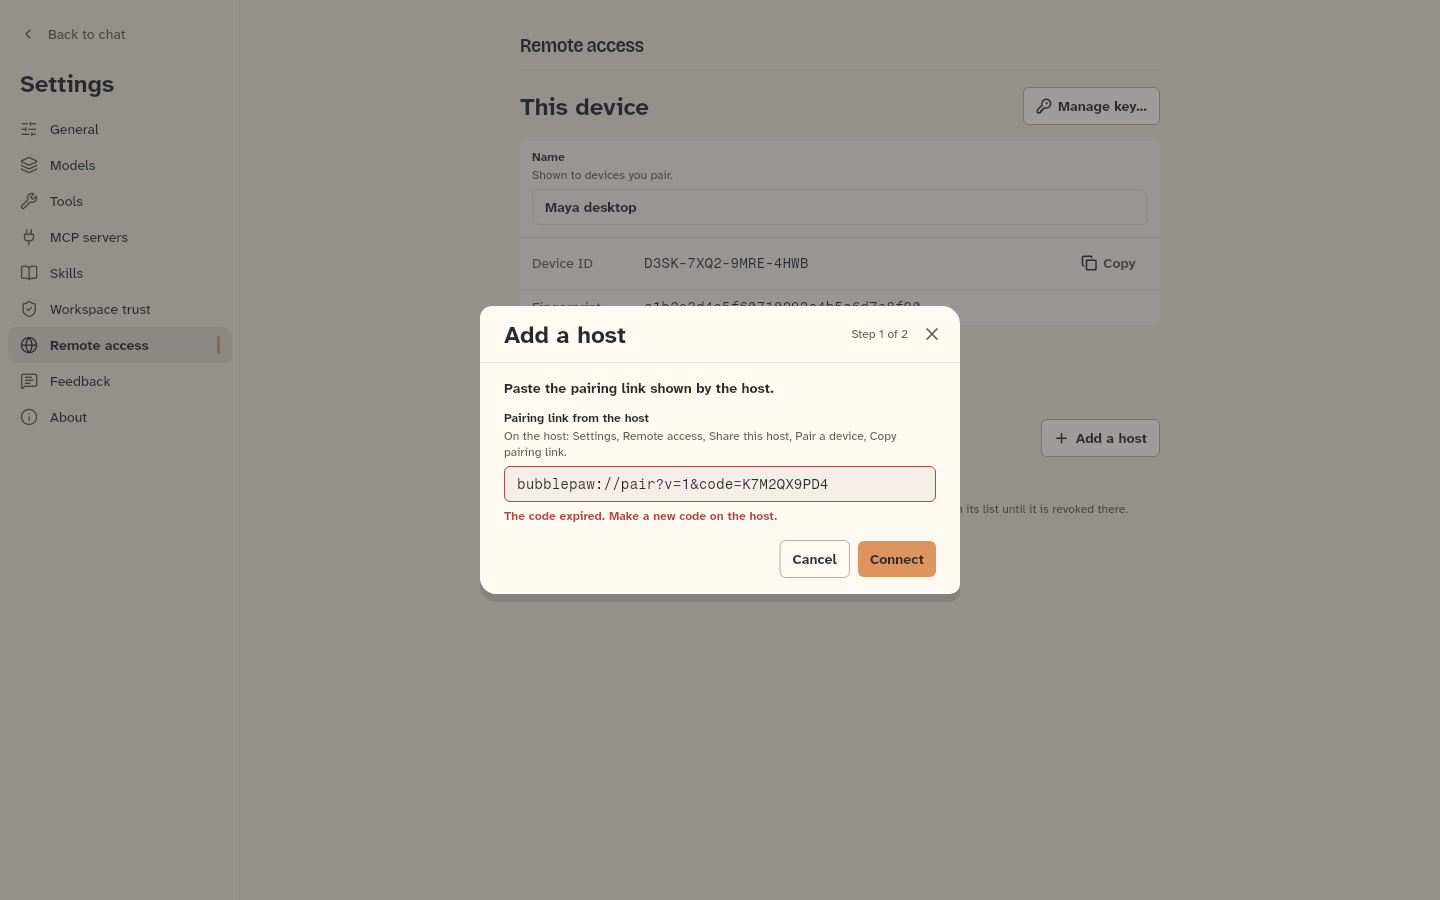 Back to chat
Settings
General
Models
Tools
MCP servers
Skills
Workspace trust
Remote access
Feedback
About
Remote access
This device
Manage key...
Name
Shown to devices you pair.
Maya desktop
Device ID
D3SK-7XQ2-9MRE-4HWB
Copy
Add a host
its list until it is revoked there.
Add a host
Step 1 of 2
Paste the pairing link shown by the host.
Pairing link from the host
On the host: Settings, Remote access, Share this host, Pair a device, Copy
pairing link.
bubblepaw://pair?v=1&code=K7M2QX9PD4
The code expired. Make a new code on the host.
Cancel
Connect